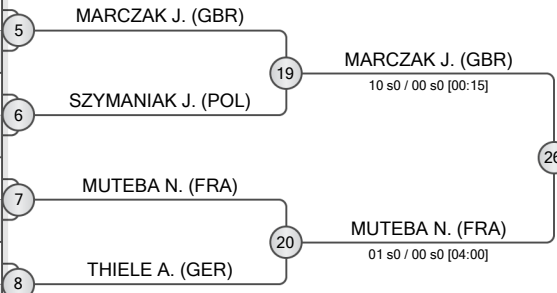 MARCZAK J. (GBR)
5
19
MARCZAK J. (GBR)
10 s0 / 00 s0 [00:15]
SZYMANIAK J. (POL)
6
26
MUTEBA N. (FRA)
7
20
MUTEBA N. (FRA)
01 s0 / 00 s0 [04:00]
THIELE A. (GER)
8